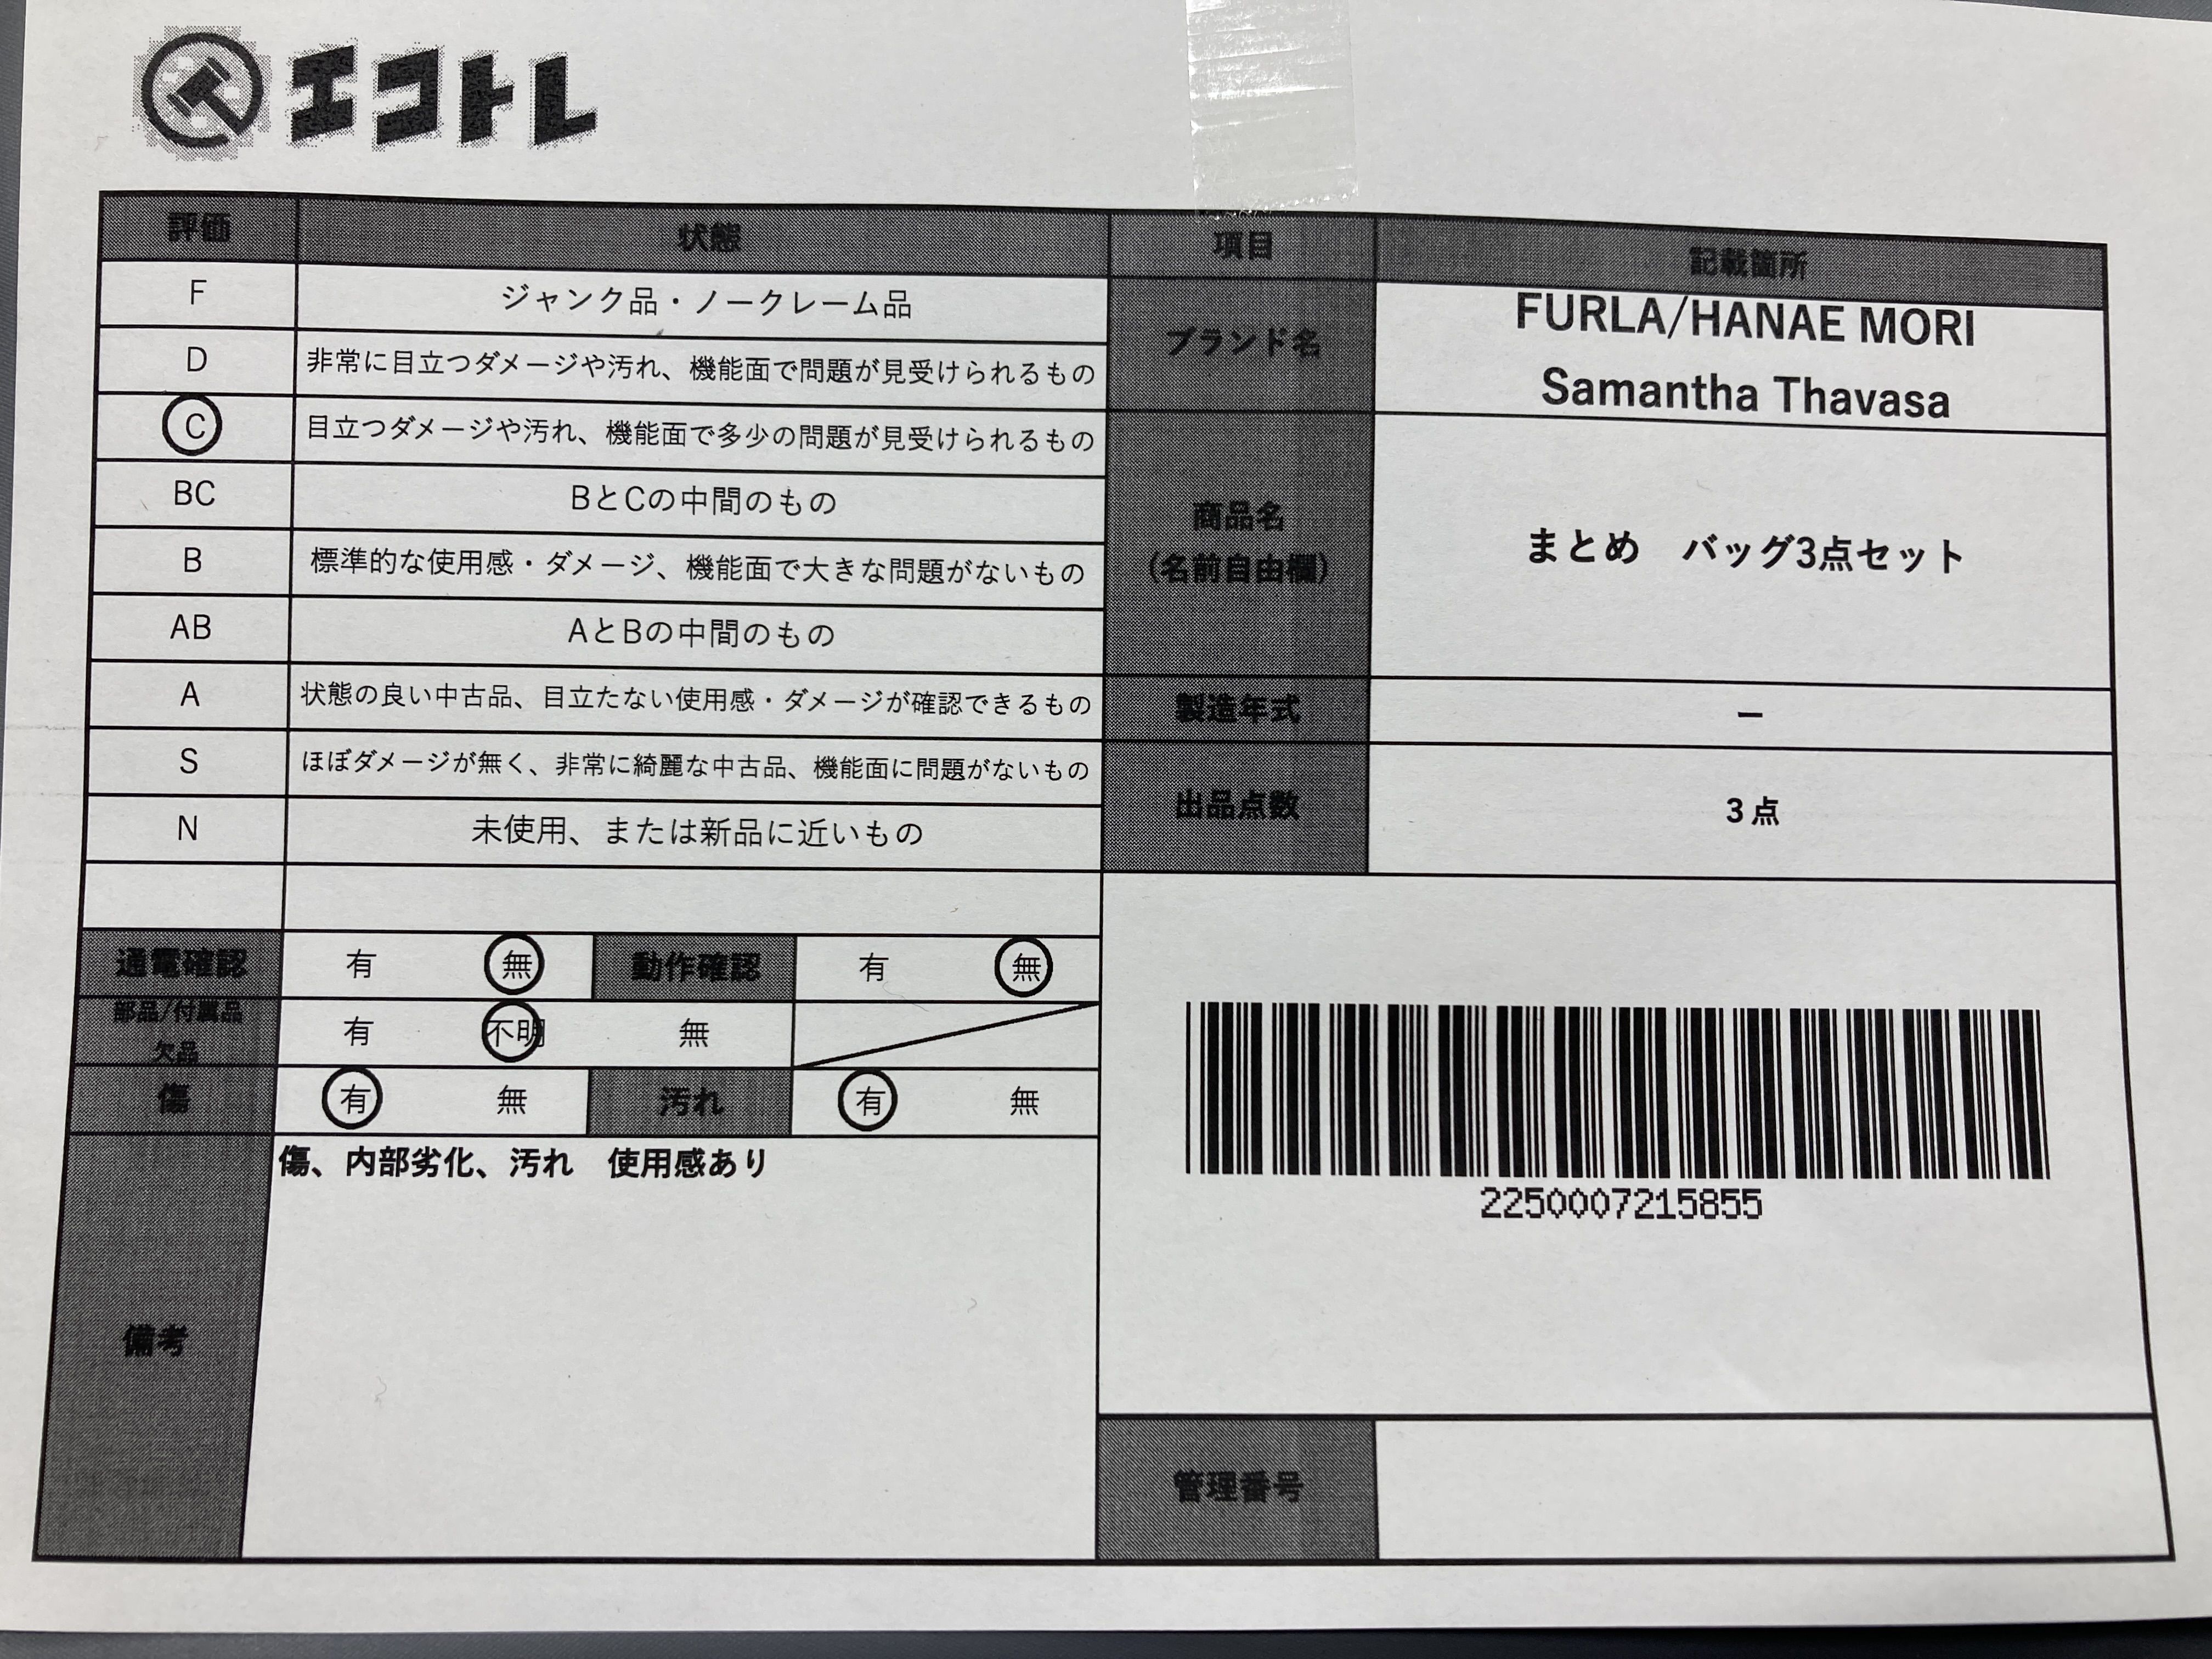 エコトレ
評価 状態 項目 記載箇所
F ジャンク品・ノークレーム品
D 非常に目立つダメージや汚れ、機能面で問題が見受けられるもの
C 目立つダメージや汚れ、機能面で多少の問題が見受けられるもの
BC BとCの中間のもの
B 標準的な使用感・ダメージ、機能面で大きな問題がないもの
AB AとBの中間のもの
A 状態の良い中古品、目立たない使用感・ダメージが確認できるもの
S ほぼダメージが無く、非常に綺麗な中古品、機能面に問題がないもの
N 未使用、または新品に近いもの
ブランド名
FURLA/HANAE MORI
Samantha Thavasa
商品名
(名前自由欄)
まとめ バッグ3点セット
製造年式 ー
出品点数 3点
通電確認 有 無 動作確認 有 無
部品/付属品
欠品
有 不明 無
傷 有 無 汚れ 有 無
備考
傷、内部劣化、汚れ 使用感あり
2250007215855
管理番号